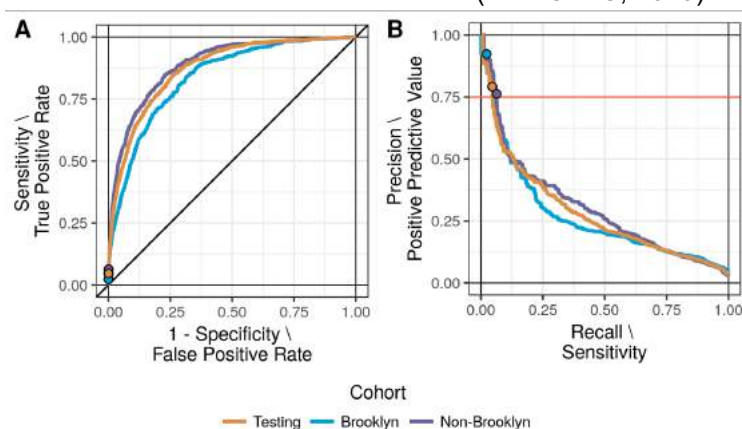 A
B
1.00
0.75
0.50
0.25
0.00
Sensitivity \
True Positive Rate
0.00 0.25 0.50 0.75 1.00
1 - Specificity \
False Positive Rate
1.00
0.75
0.50
0.25
0.00
Precision \
Positive Predictive Value
0.00 0.25 0.50 0.75 1.00
Recall \
Sensitivity
Cohort
Testing Brooklyn Non-Brooklyn